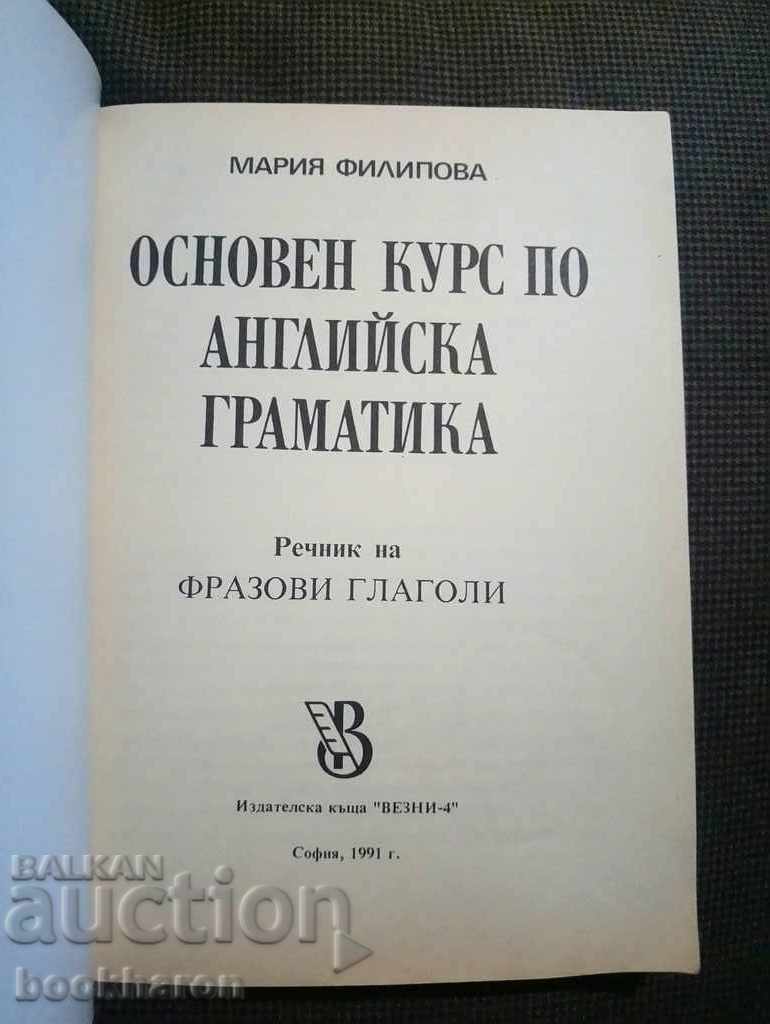 МАРИЯ ФИЛИПОВА
ОСНОВЕН КУРС ПО
АНГЛИЙСКА
ГРАМАТИКА
Речник на
ФРАЗОВИ ГЛАГОЛИ
В
Издателска къща "ВЕЗНИ-4"
София, 1991 г.
BALKAN
auction
bookharon